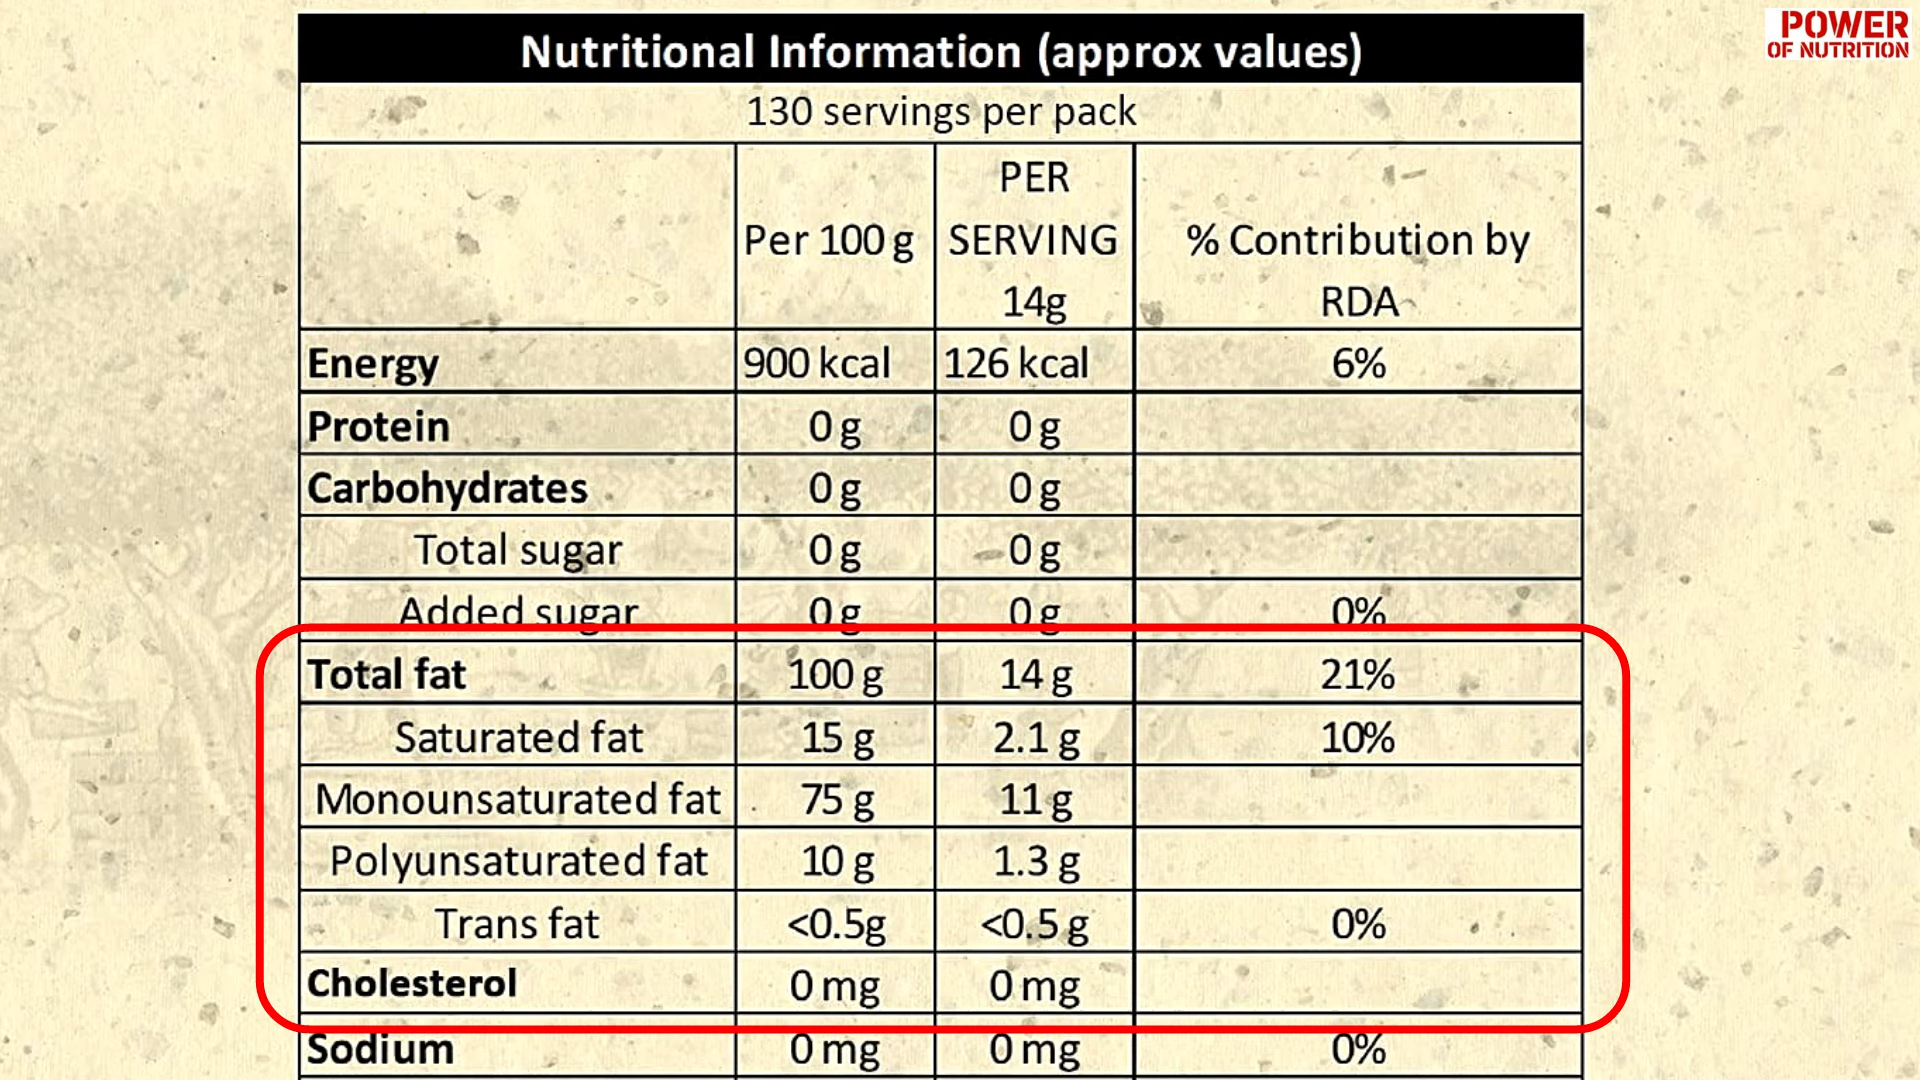 POWER
OF NUTRITION
Nutritional Information (approx values)
130 servings per pack
Per 100 g PER SERVING 14g % Contribution by RDA
Energy 900 kcal 126 kcal 6%
Protein 0 g 0 g
Carbohydrates 0 g 0 g
Total sugar 0 g 0 g
Added sugar 0 g 0 g 0%
Total fat 100 g 14 g 21%
Saturated fat 15 g 2.1 g 10%
Monounsaturated fat 75 g 11 g
Polyunsaturated fat 10 g 1.3 g
Trans fat <0.5g <0.5 g 0%
Cholesterol 0 mg 0 mg
Sodium 0 mg 0 mg 0%